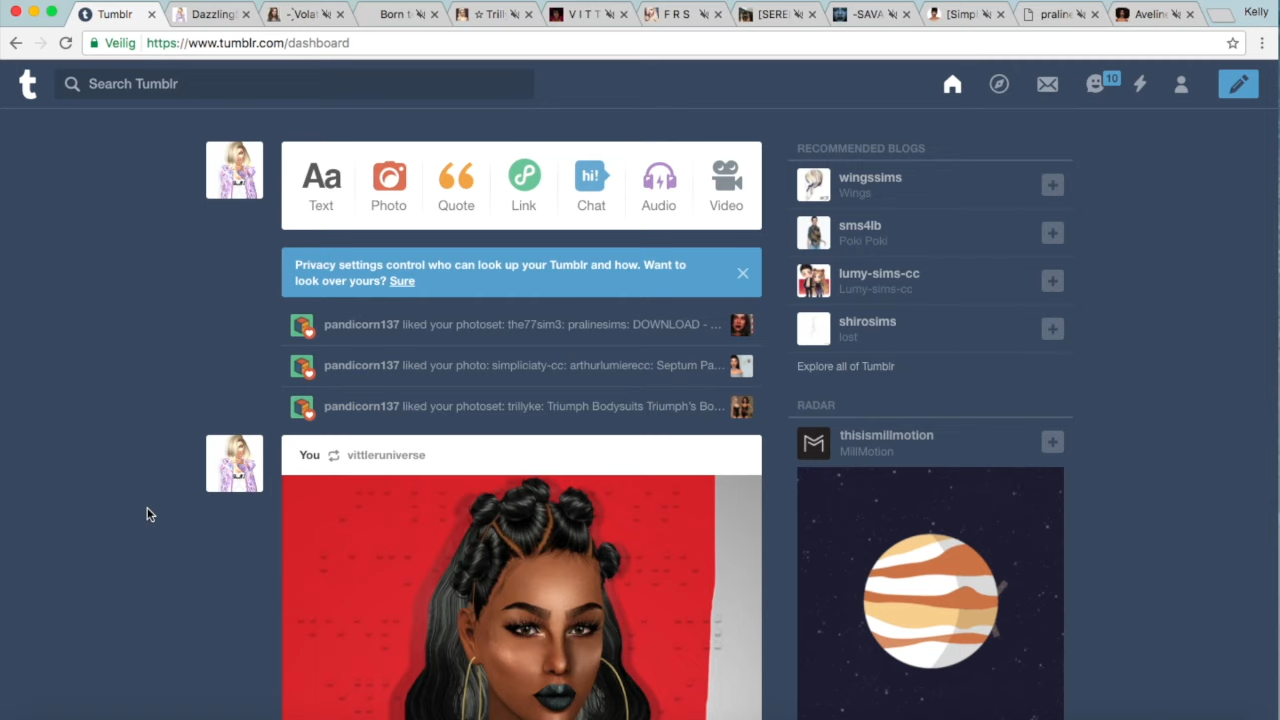 Tumblr
Dazzling
-¸Volat
Born to
☆ Trill
V I T T
F R S
[SERE
-SAVA
[Simpl
praline
Aveline
Kelly
Veilig https://www.tumblr.com/dashboard
t Search Tumblr 10
Aa hi!
Text Photo Quote Link Chat Audio Video
Privacy settings control who can look up your Tumblr and how. Want to
look over yours? Sure
pandicorn137 liked your photoset: the77sim3: pralinesims: DOWNLOAD - ...
pandicorn137 liked your photo: simpliciaty-cc: arthurlumierecc: Septum Pa...
pandicorn137 liked your photoset: trillyke: Triumph Bodysuits Triumph's Bo...
You vittleruniverse
RECOMMENDED BLOGS
wingssims
Wings
sms4lb
Poki Poki
lumy-sims-cc
Lumy-sims-cc
shirosims
lost
Explore all of Tumblr
RADAR
thisismillmotion
MillMotion